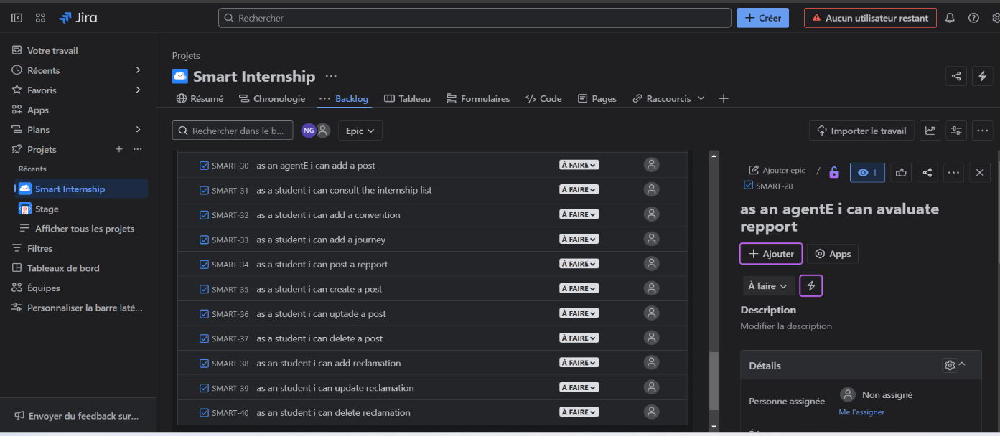 Jira
Rechercher
Créer
Aucun utilisateur restant
Votre travail
Récents
Favoris
Apps
Plans
Projets
Récents
Smart Internship
Stage
Afficher tous les projets
Filtres
Tableaux de bord
Équipes
Personnaliser la barre laté...
Envoyer du feedback sur...
Projets
Smart Internship
Résumé
Chronologie
Backlog
Tableau
Formulaires
Code
Pages
Raccourcis
Rechercher dans le b...
NG
Epic
Importer le travail
SMART-30 as an agentE i can add a post À FAIRE
SMART-31 as a student i can consult the internship list À FAIRE
SMART-32 as a student i can add a convention À FAIRE
SMART-33 as a student i can add a journey À FAIRE
SMART-34 as a student i can post a repport À FAIRE
SMART-35 as a student i can create a post À FAIRE
SMART-36 as a student i can uptade a post À FAIRE
SMART-37 as a student i can delete a post À FAIRE
SMART-38 as an student i can add reclamation À FAIRE
SMART-39 as an student i can update reclamation À FAIRE
SMART-40 as an student i can delete reclamation À FAIRE
Ajouter epic /
SMART-28
1
as an agentE i can avaluate
repport
Ajouter
Apps
À faire
Description
Modifier la description
Détails
Personne assignée
Non assigné
Me l'assigner